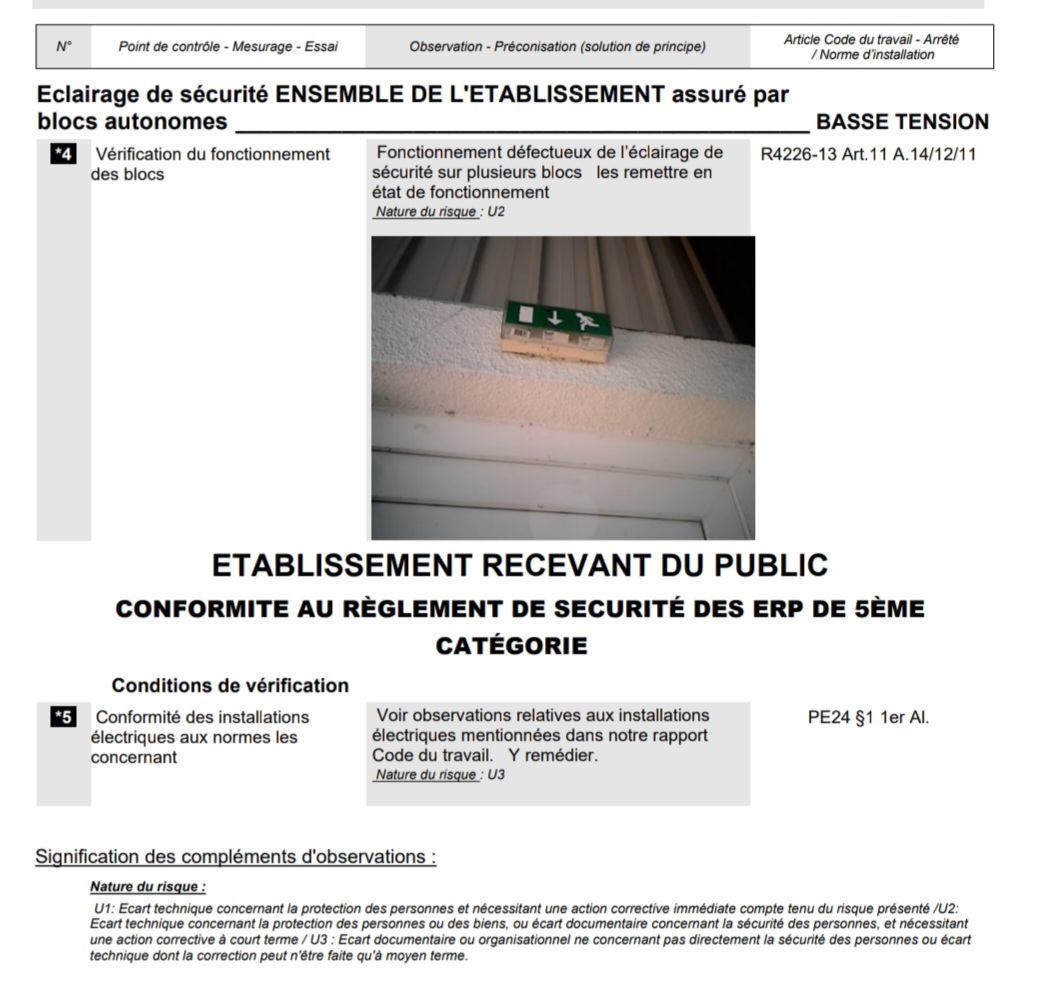 N° Point de contrôle - Mesurage - Essai Observation - Préconisation (solution de principe) Article Code du travail - Arrêté
/ Norme d'installation
Eclairage de sécurité ENSEMBLE DE L'ETABLISSEMENT assuré par
blocs autonomes BASSE TENSION
*4 Vérification du fonctionnement
des blocs
Fonctionnement défectueux de l'éclairage de
sécurité sur plusieurs blocs les remettre en
état de fonctionnement
Nature du risque : U2
R4226-13 Art.11 A.14/12/11
ETABLISSEMENT RECEVANT DU PUBLIC
CONFORMITE AU RÈGLEMENT DE SECURITÉ DES ERP DE 5ÈME
CATÉGORIE
Conditions de vérification
*5 Conformité des installations
électriques aux normes les
concernant
Voir observations relatives aux installations
électriques mentionnées dans notre rapport
Code du travail. Y remédier.
Nature du risque : U3
PE24 §1 1er Al.
Signification des compléments d'observations :
Nature du risque :
U1: Ecart technique concernant la protection des personnes et nécessitant une action corrective immédiate compte tenu du risque présenté /U2:
Ecart technique concernant la protection des personnes ou des biens, ou écart documentaire concernant la sécurité des personnes, et nécessitant
une action corrective à court terme / U3 : Ecart documentaire ou organisationnel ne concernant pas directement la sécurité des personnes ou écart
technique dont la correction peut n'être faite qu'à moyen terme.